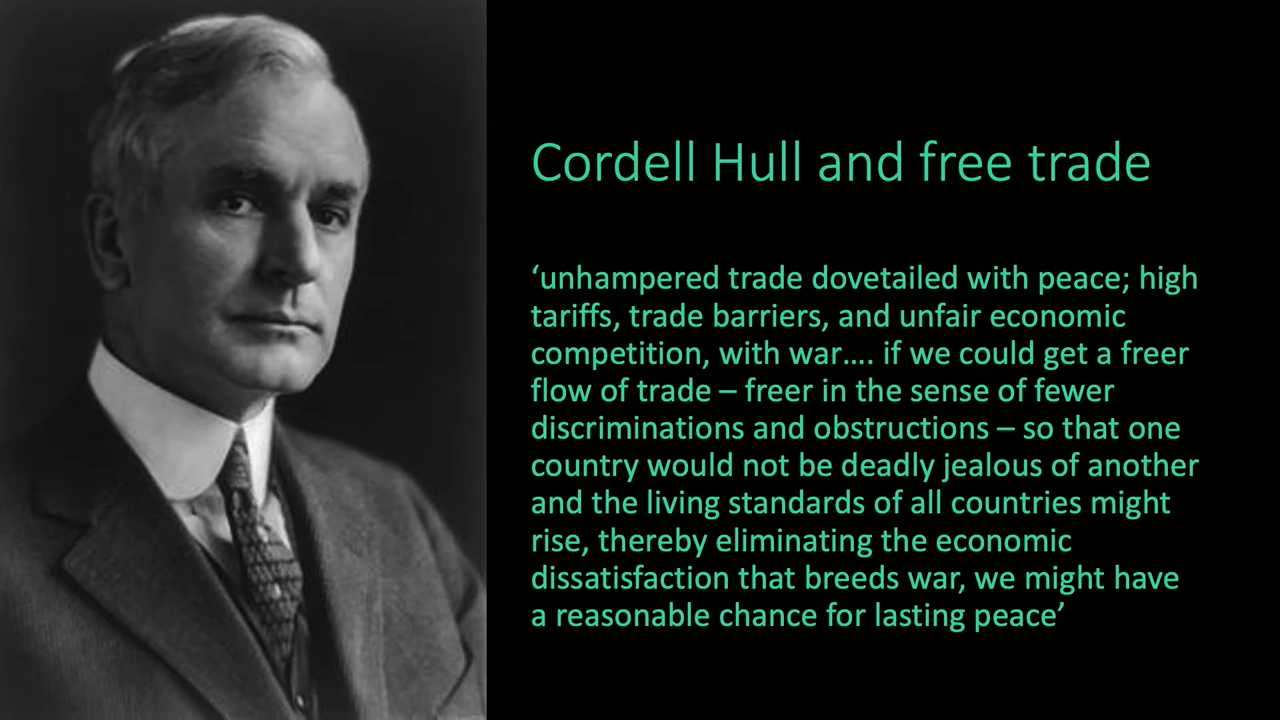 Cordell Hull and free trade
‘unhampered trade dovetailed with peace; high
tariffs, trade barriers, and unfair economic
competition, with war…. if we could get a freer
flow of trade – freer in the sense of fewer
discriminations and obstructions – so that one
country would not be deadly jealous of another
and the living standards of all countries might
rise, thereby eliminating the economic
dissatisfaction that breeds war, we might have
a reasonable chance for lasting peace’